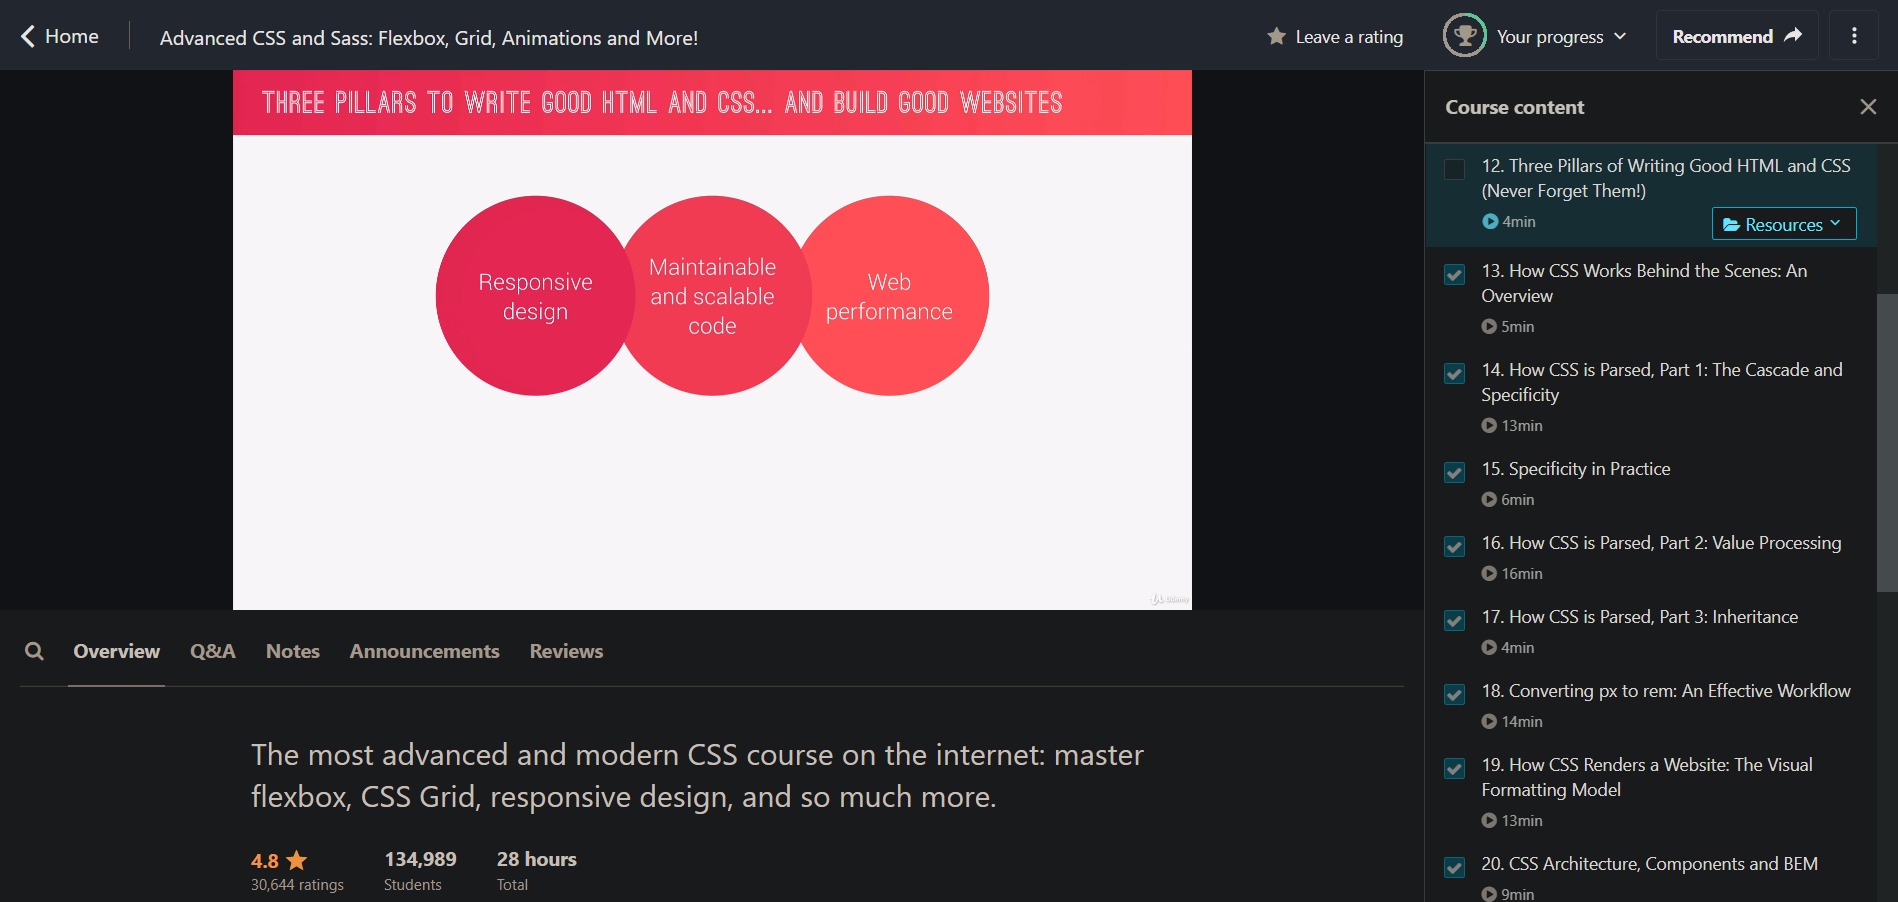 Home
Advanced CSS and Sass: Flexbox, Grid, Animations and More!
Leave a rating
Your progress
Recommend
THREE PILLARS TO WRITE GOOD HTML AND CSS... AND BUILD GOOD WEBSITES
Responsive
design
Maintainable
and scalable
code
Web
performance
Udemy
Overview
Q&A
Notes
Announcements
Reviews
The most advanced and modern CSS course on the internet: master
flexbox, CSS Grid, responsive design, and so much more.
4.8
30,644 ratings
134,989
Students
28 hours
Total
Course content
12. Three Pillars of Writing Good HTML and CSS
(Never Forget Them!)
4min
Resources
13. How CSS Works Behind the Scenes: An
Overview
5min
14. How CSS is Parsed, Part 1: The Cascade and
Specificity
13min
15. Specificity in Practice
6min
16. How CSS is Parsed, Part 2: Value Processing
16min
17. How CSS is Parsed, Part 3: Inheritance
4min
18. Converting px to rem: An Effective Workflow
14min
19. How CSS Renders a Website: The Visual
Formatting Model
13min
20. CSS Architecture, Components and BEM
9min